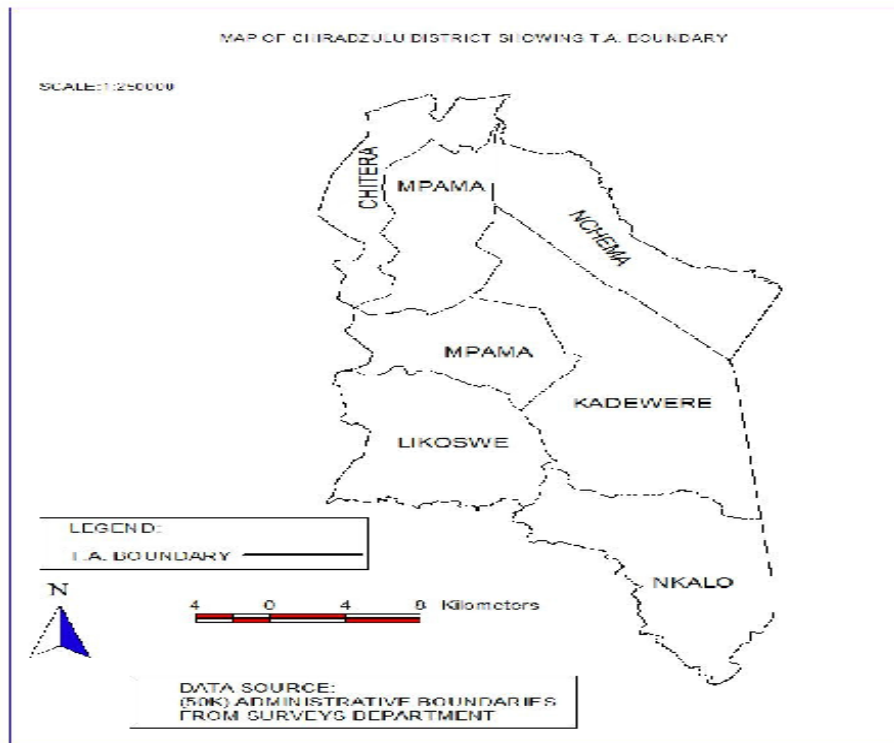 MAP OF CHIRADZULU DISTRICT SHOWING T.A. BOUNDARY
SCALE:1:250000
CHITERA
MPAMA
NCHEMA
MPAMA
KADEWERE
LIKOSWE
NKALO
LEGEND:
T.A. BOUNDARY
N
4 0 4 8 Kilometers
DATA SOURCE:
(50K) ADMINISTRATIVE BOUNDARIES
FROM SURVEYS DEPARTMENT